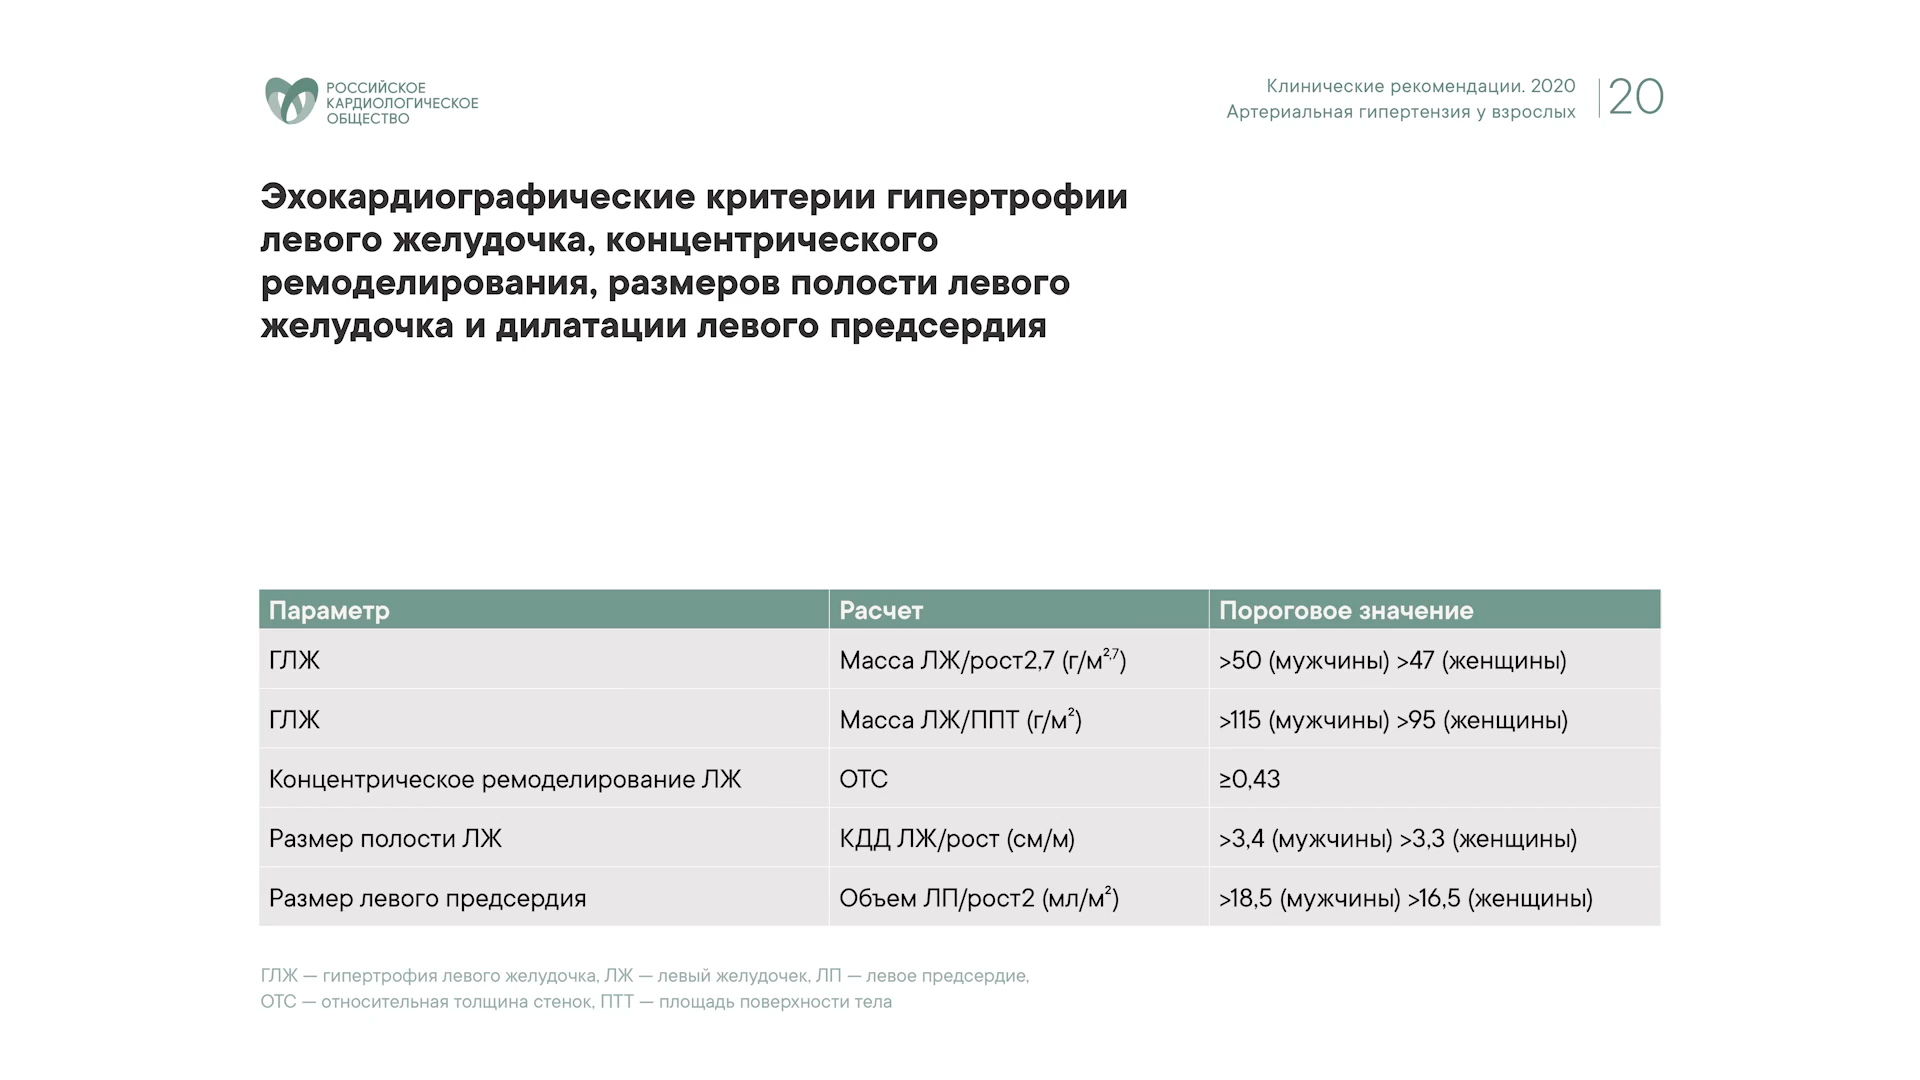 РОССИЙСКОЕ
КАРДИОЛОГИЧЕСКОЕ
ОБЩЕСТВО
Клинические рекомендации. 2020
Артериальная гипертензия у взрослых
20
Эхокардиографические критерии гипертрофии
левого желудочка, концентрического
ремоделирования, размеров полости левого
желудочка и дилатации левого предсердия
Параметр Расчет Пороговое значение
ГЛЖ Масса ЛЖ/рост2,7 (г/м²,⁷) >50 (мужчины) >47 (женщины)
ГЛЖ Масса ЛЖ/ППТ (г/м²) >115 (мужчины) >95 (женщины)
Концентрическое ремоделирование ЛЖ ОТС ≥0,43
Размер полости ЛЖ КДД ЛЖ/рост (см/м) >3,4 (мужчины) >3,3 (женщины)
Размер левого предсердия Объем ЛП/рост2 (мл/м²) >18,5 (мужчины) >16,5 (женщины)
ГЛЖ — гипертрофия левого желудочка, ЛЖ — левый желудочек, ЛП — левое предсердие,
ОТС — относительная толщина стенок, ПТТ — площадь поверхности тела